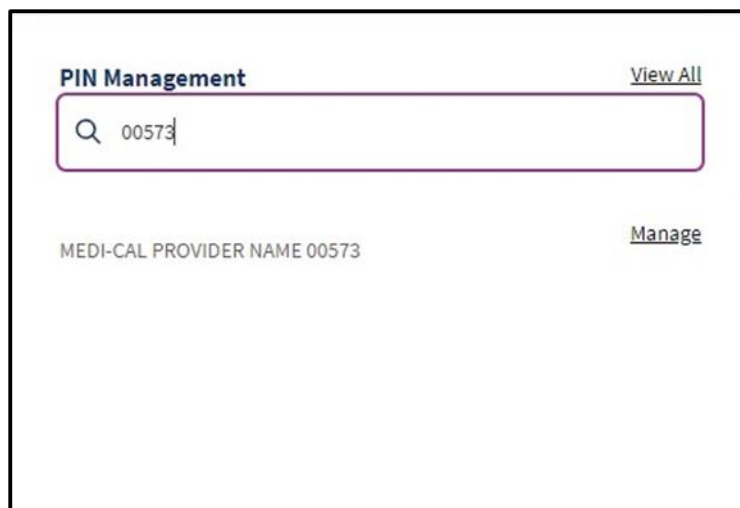 PIN Management
View All
00573
MEDI-CAL PROVIDER NAME 00573
Manage